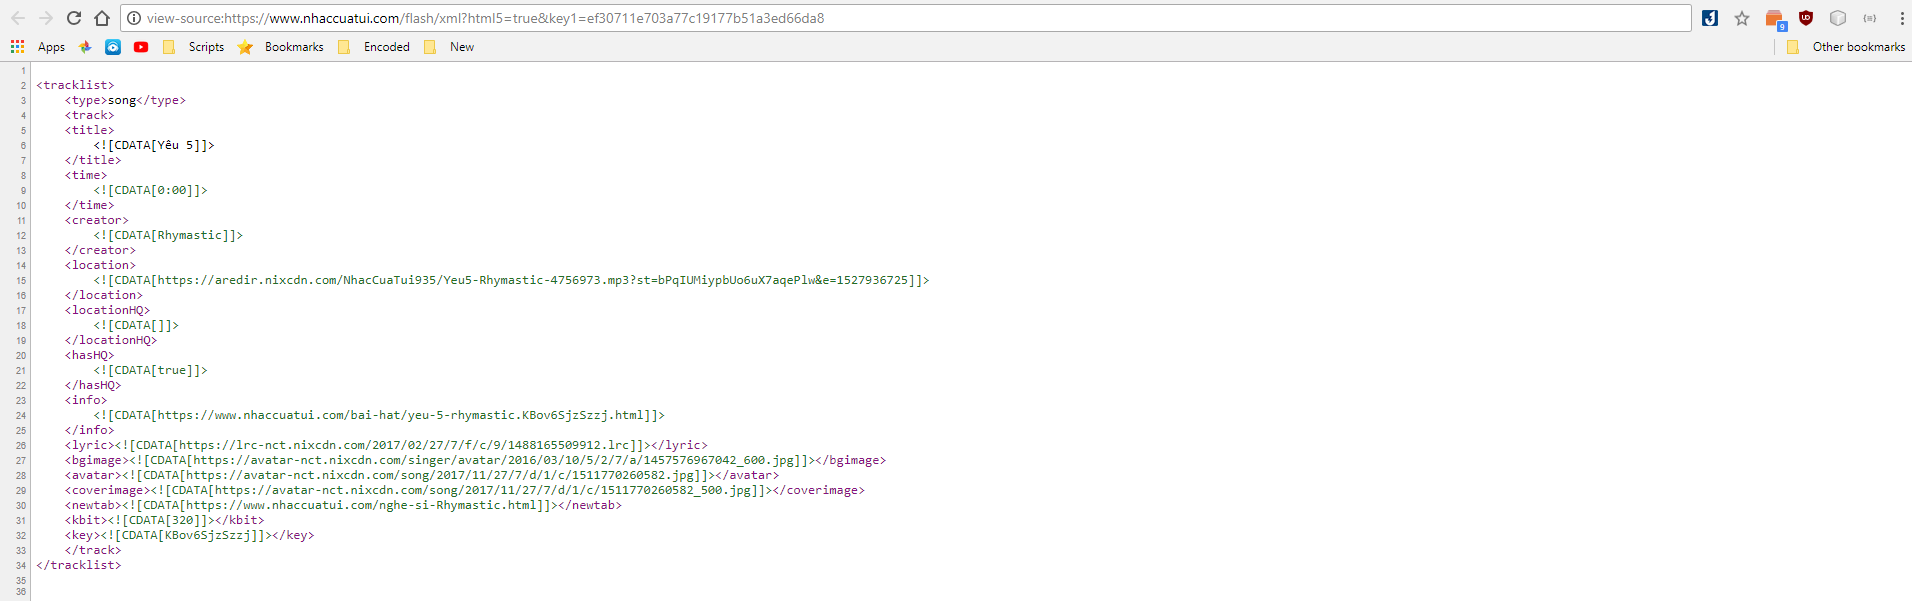 view-source:https://www.nhaccuatui.com/flash/xml?html5=true&key1=ef30711e703a77c19177b51a3ed66da8
9
Apps Scripts Bookmarks Encoded New Other bookmarks
1
2 <tracklist>
3 <type>song</type>
4 <track>
5 <title>
6 <![CDATA[Yêu 5]]>
7 </title>
8 <time>
9 <![CDATA[0:00]]>
10 </time>
11 <creator>
12 <![CDATA[Rhymastic]]>
13 </creator>
14 <location>
15 <![CDATA[https://aredir.nixcdn.com/NhacCuaTui935/Yeu5-Rhymastic-4756973.mp3?st=bPqIUMiypbUo6uX7aqePlw&e=1527936725]]>
16 </location>
17 <locationHQ>
18 <![CDATA[]]>
19 </locationHQ>
20 <hasHQ>
21 <![CDATA[true]]>
22 </hasHQ>
23 <info>
24 <![CDATA[https://www.nhaccuatui.com/bai-hat/yeu-5-rhymastic.KBov6SjzSzzj.html]]>
25 </info>
26 <lyric><![CDATA[https://lrc-nct.nixcdn.com/2017/02/27/7/f/c/9/1488165509912.lrc]]></lyric>
27 <bgimage><![CDATA[https://avatar-nct.nixcdn.com/singer/avatar/2016/03/10/5/2/7/a/1457576967042_600.jpg]]></bgimage>
28 <avatar><![CDATA[https://avatar-nct.nixcdn.com/song/2017/11/27/7/d/1/c/1511770260582.jpg]]></avatar>
29 <coverimage><![CDATA[https://avatar-nct.nixcdn.com/song/2017/11/27/7/d/1/c/1511770260582_500.jpg]]></coverimage>
30 <newtab><![CDATA[https://www.nhaccuatui.com/nghe-si-Rhymastic.html]]></newtab>
31 <kbit><![CDATA[320]]></kbit>
32 <key><![CDATA[KBov6SjzSzzj]]></key>
33 </track>
34 </tracklist>
35
36